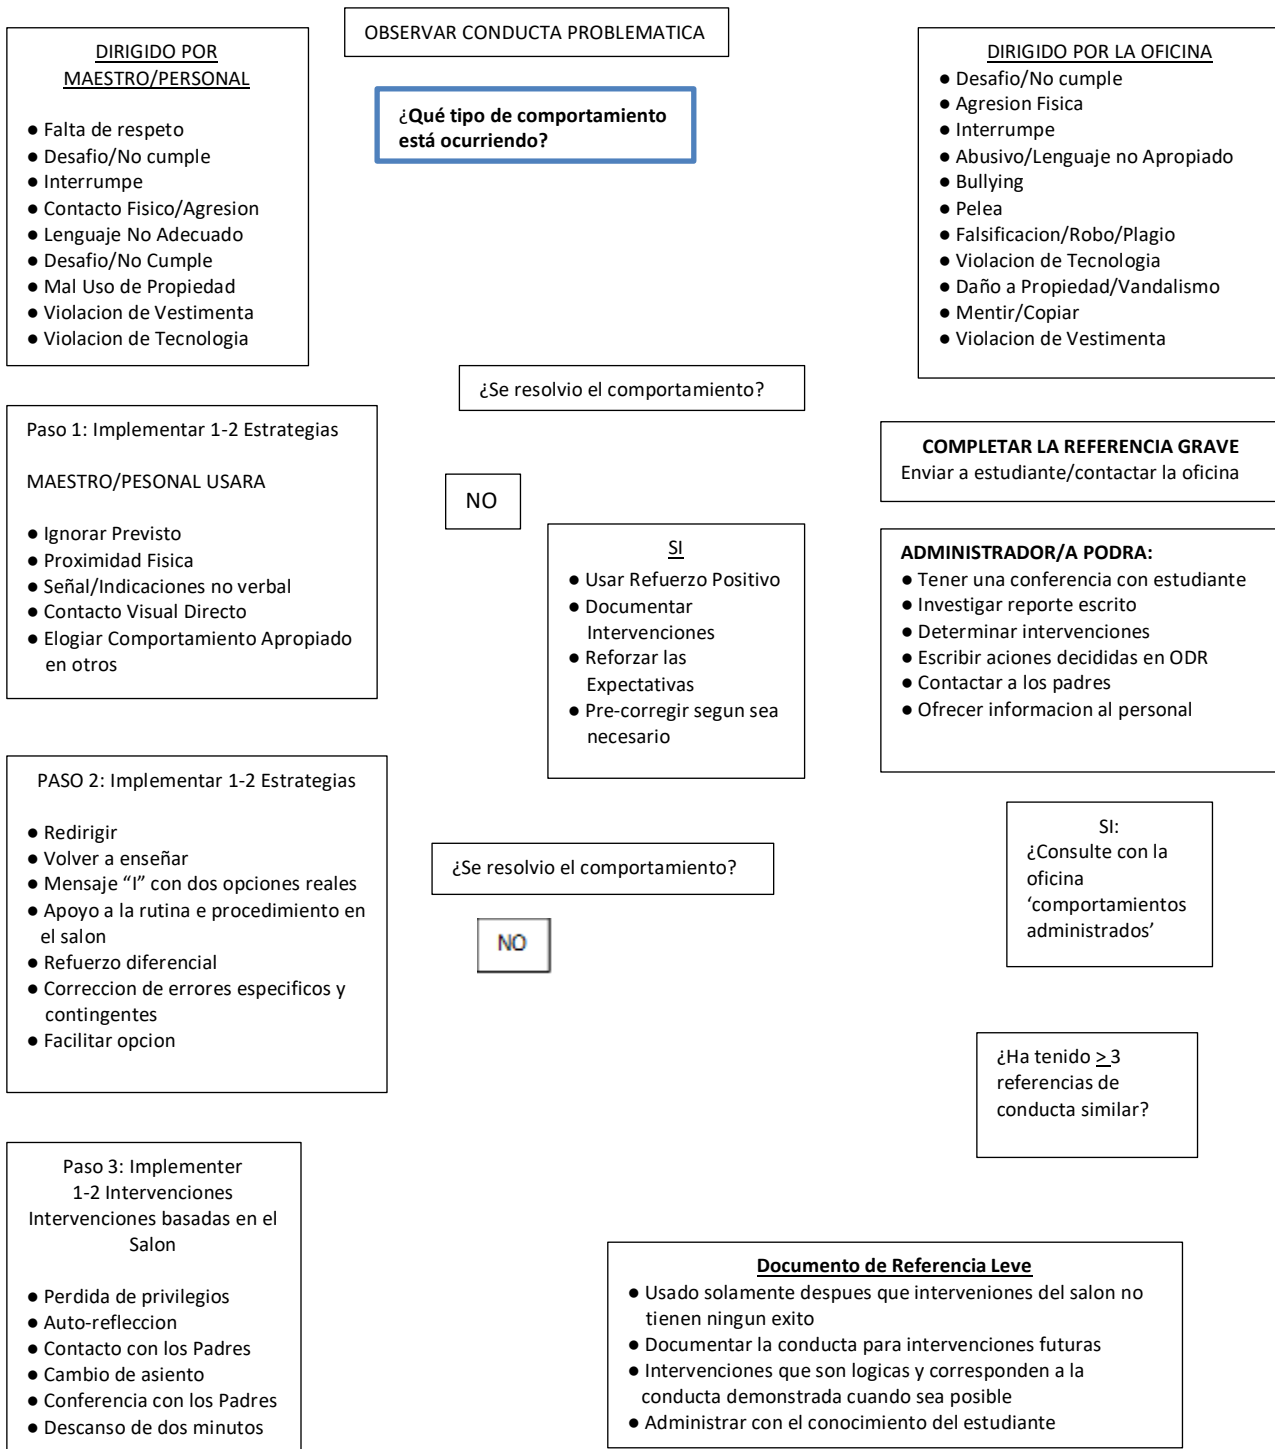 OBSERVAR CONDUCTA PROBLEMATICA
¿Qué tipo de comportamiento
está ocurriendo?
DIRIGIDO POR
MAESTRO/PERSONAL
● Falta de respeto
● Desafio/No cumple
● Interrumpe
● Contacto Fisico/Agresion
● Lenguaje No Adecuado
● Desafio/No Cumple
● Mal Uso de Propiedad
● Violacion de Vestimenta
● Violacion de Tecnologia
DIRIGIDO POR LA OFICINA
● Desafio/No cumple
● Agresion Fisica
● Interrumpe
● Abusivo/Lenguaje no Apropiado
● Bullying
● Pelea
● Falsificacion/Robo/Plagio
● Violacion de Tecnologia
● Daño a Propiedad/Vandalismo
● Mentir/Copiar
● Violacion de Vestimenta
¿Se resolvio el comportamiento?
Paso 1: Implementar 1-2 Estrategias
MAESTRO/PESONAL USARA
● Ignorar Previsto
● Proximidad Fisica
● Señal/Indicaciones no verbal
● Contacto Visual Directo
● Elogiar Comportamiento Apropiado
en otros
NO
SI
● Usar Refuerzo Positivo
● Documentar
Intervenciones
● Reforzar las
Expectativas
● Pre-corregir segun sea
necesario
COMPLETAR LA REFERENCIA GRAVE
Enviar a estudiante/contactar la oficina
ADMINISTRADOR/A PODRA:
● Tener una conferencia con estudiante
● Investigar reporte escrito
● Determinar intervenciones
● Escribir aciones decididas en ODR
● Contactar a los padres
● Ofrecer informacion al personal
PASO 2: Implementar 1-2 Estrategias
● Redirigir
● Volver a enseñar
● Mensaje “I” con dos opciones reales
● Apoyo a la rutina e procedimiento en
el salon
● Refuerzo diferencial
● Correccion de errores especificos y
contingentes
● Facilitar opcion
¿Se resolvio el comportamiento?
NO
SI:
¿Consulte con la
oficina
‘comportamientos
administrados’
¿Ha tenido > 3
referencias de
conducta similar?
Paso 3: Implementer
1-2 Intervenciones
Intervenciones basadas en el
Salon
● Perdida de privilegios
● Auto-refleccion
● Contacto con los Padres
● Cambio de asiento
● Conferencia con los Padres
● Descanso de dos minutos
Documento de Referencia Leve
● Usado solamente despues que interveniones del salon no
tienen ningun exito
● Documentar la conducta para intervenciones futuras
● Intervenciones que son logicas y corresponden a la
conducta demonstrada cuando sea posible
● Administrar con el conocimiento del estudiante